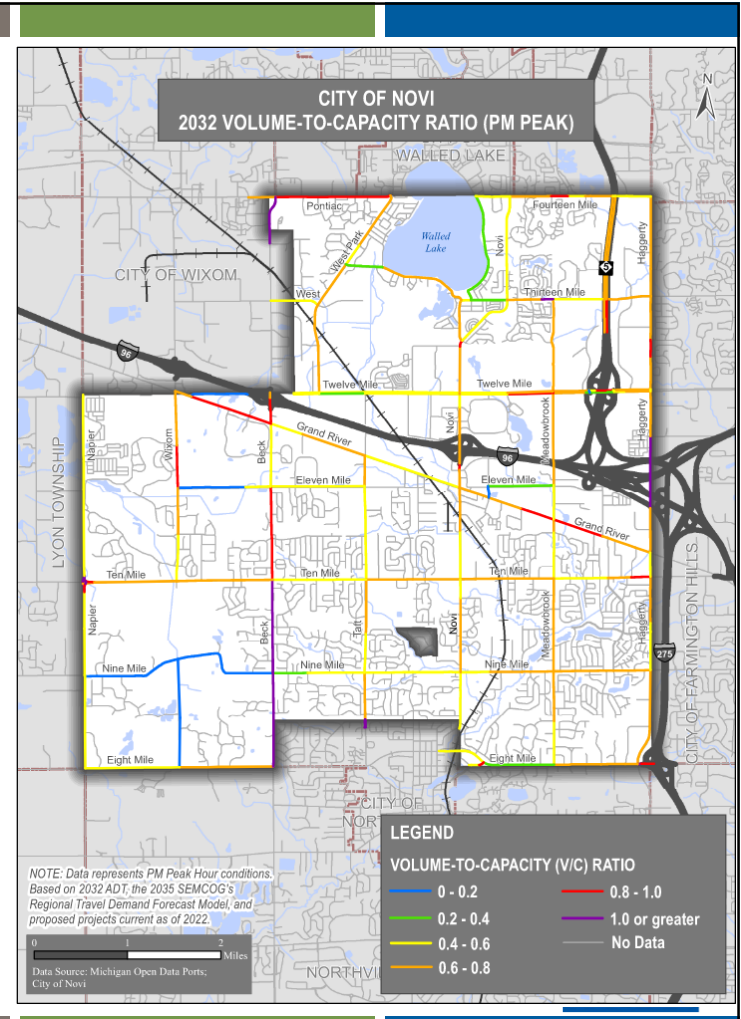 CITY OF NOVI
2032 VOLUME-TO-CAPACITY RATIO (PM PEAK)
N
WALLED LAKE
Pontiac
Fourteen Mile
West Park
Walled
Lake
Novi
Haggerty
5
CITY OF WIXOM
West
Thirteen Mile
96
Twelve Mile
Twelve Mile
LYON TOWNSHIP
Napier
Wixom
Beck
Grand River
Novi
Meadowbrook
Haggerty
96
Eleven Mile
Eleven Mile
Grand River
Ten Mile
Ten Mile
Ten Mile
Napier
Beck
Taft
Novi
Meadowbrook
Haggerty
CITY OF FARMINGTON HILLS
275
Nine Mile
Nine Mile
Nine Mile
Eight Mile
Eight Mile
CITY OF
NOR
NORTHVI
LEGEND
VOLUME-TO-CAPACITY (V/C) RATIO
0 - 0.2
0.8 - 1.0
0.2 - 0.4
1.0 or greater
0.4 - 0.6
No Data
0.6 - 0.8
NOTE: Data represents PM Peak Hour conditions.
Based on 2032 ADT, the 2035 SEMCOG's
Regional Travel Demand Forecast Model, and
proposed projects current as of 2022.
0 1 2
Miles
Data Source: Michigan Open Data Ports;
City of Novi